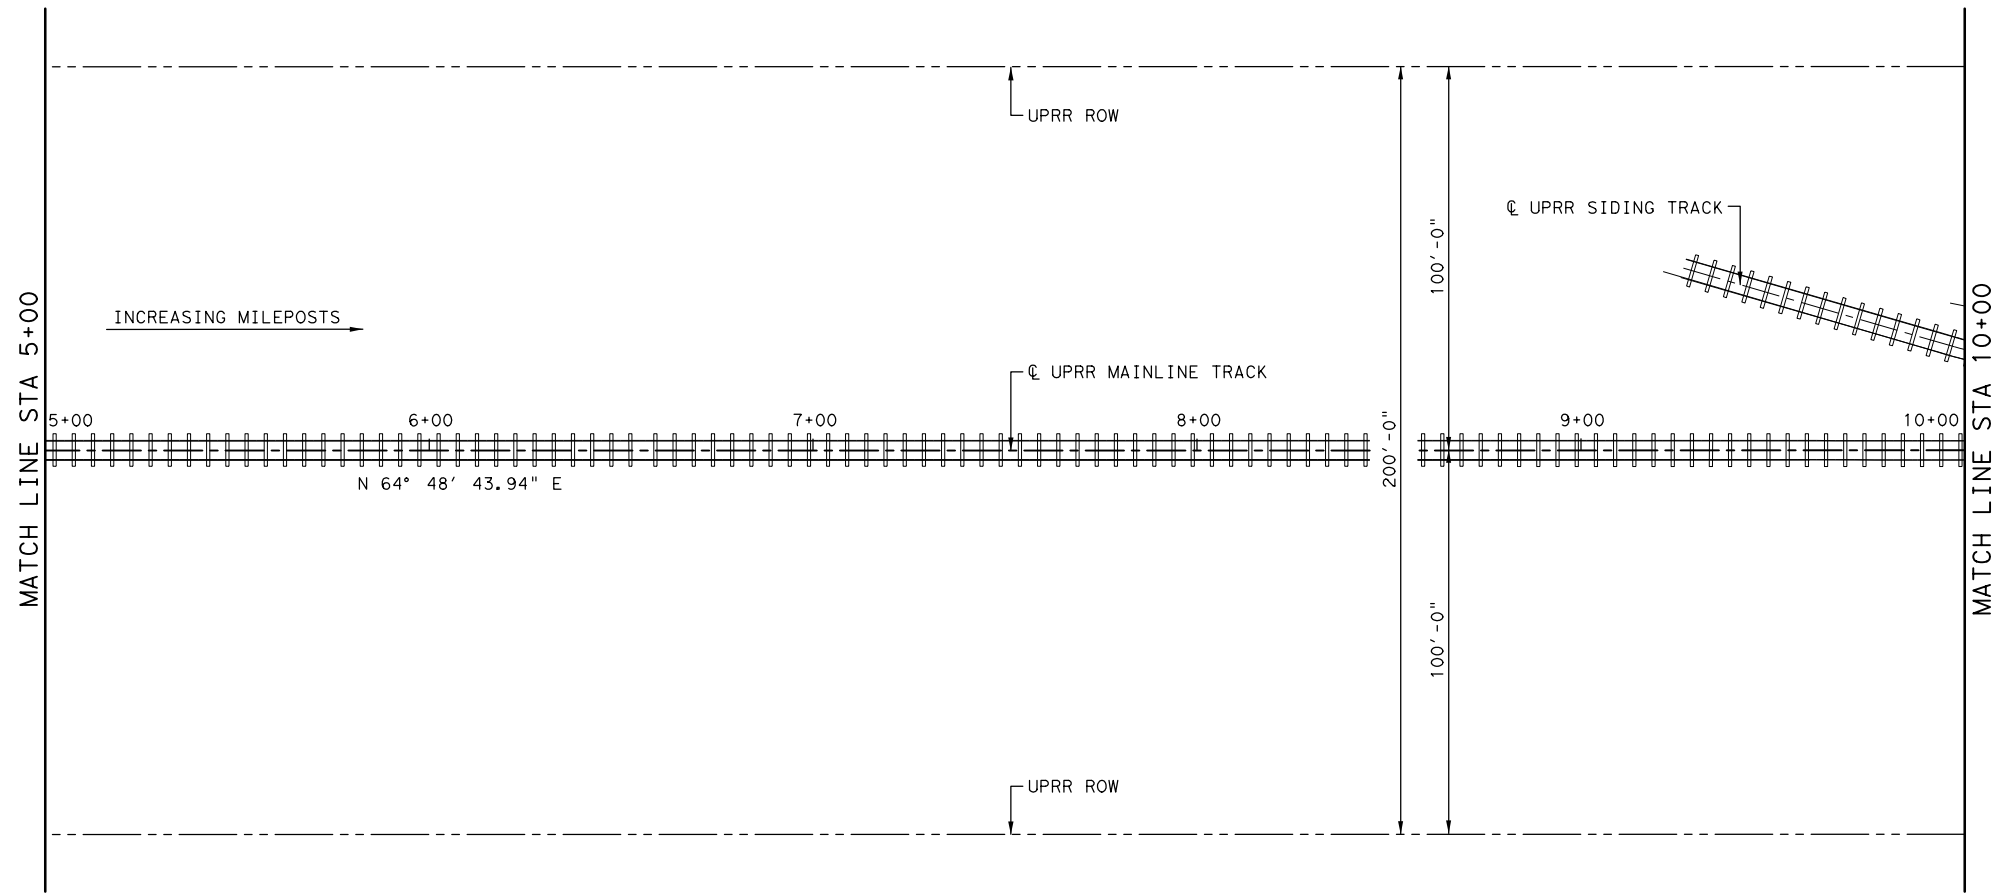 UPRR ROW
℄ UPRR SIDING TRACK
100'-0"
INCREASING MILEPOSTS
MATCH LINE STA 5+00
MATCH LINE STA 10+00
℄ UPRR MAINLINE TRACK
5+00
6+00
7+00
8+00
9+00
10+00
200'-0"
N 64° 48' 43.94" E
100'-0"
UPRR ROW